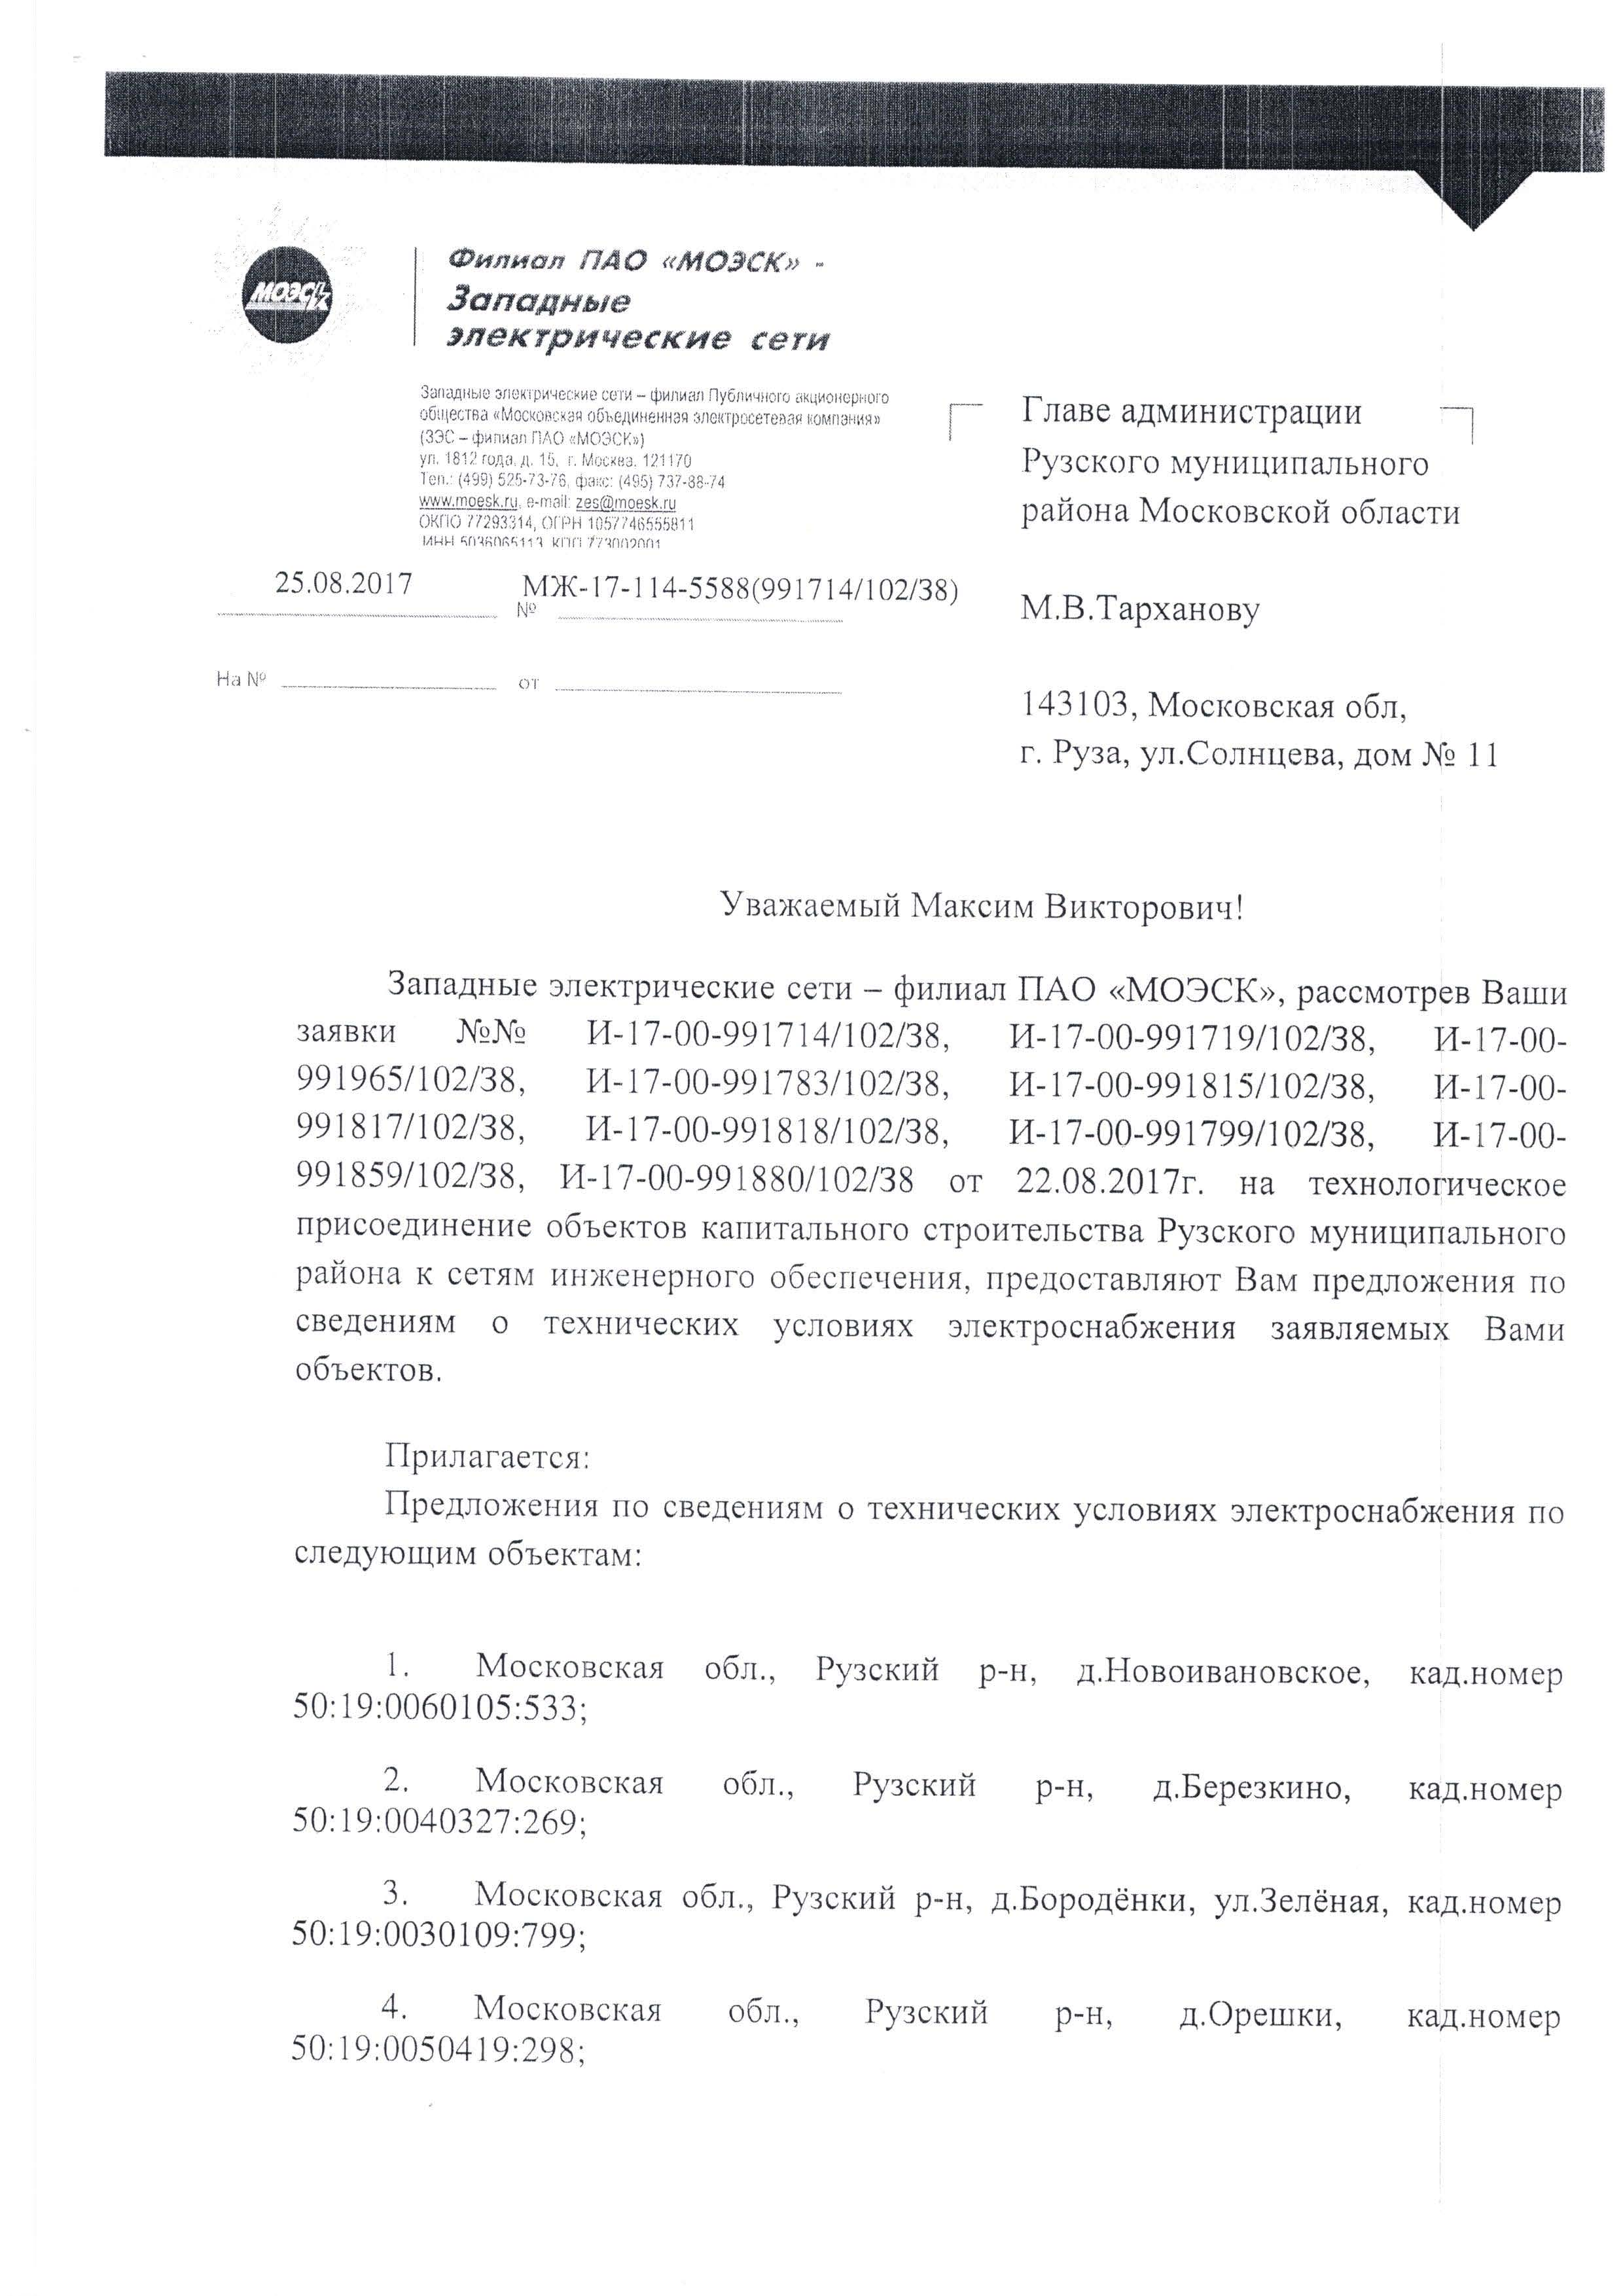 МОЭСК
Филиал ПАО «МОЭСК» -
Западные
электрические сети
Западные электрические сети – филиал Публичного акционерного
общества «Московская объединенная электросетевая компания»
(ЗЭС – филиал ПАО «МОЭСК»)
ул. 1812 года, д. 15, г. Москва, 121170
Тел.: (499) 525-73-76, факс: (495) 737-88-74
www.moesk.ru, e-mail: zes@moesk.ru
ОКПО 77293314, ОГРН 1057746555811
ИНН 5036065113 КПП 773002001
25.08.2017 МЖ-17-114-5588(991714/102/38)
№
На № от
Главе администрации
Рузского муниципального
района Московской области
М.В.Тарханову
143103, Московская обл,
г. Руза, ул.Солнцева, дом № 11
Уважаемый Максим Викторович!
Западные электрические сети – филиал ПАО «МОЭСК», рассмотрев Ваши
заявки №№ И-17-00-991714/102/38, И-17-00-991719/102/38, И-17-00-
991965/102/38, И-17-00-991783/102/38, И-17-00-991815/102/38, И-17-00-
991817/102/38, И-17-00-991818/102/38, И-17-00-991799/102/38, И-17-00-
991859/102/38, И-17-00-991880/102/38 от 22.08.2017г. на технологическое
присоединение объектов капитального строительства Рузского муниципального
района к сетям инженерного обеспечения, предоставляют Вам предложения по
сведениям о технических условиях электроснабжения заявляемых Вами
объектов.
Прилагается:
Предложения по сведениям о технических условиях электроснабжения по
следующим объектам:
1. Московская обл., Рузский р-н, д.Новоивановское, кад.номер
50:19:0060105:533;
2. Московская обл., Рузский р-н, д.Березкино, кад.номер
50:19:0040327:269;
3. Московская обл., Рузский р-н, д.Бородёнки, ул.Зелёная, кад.номер
50:19:0030109:799;
4. Московская обл., Рузский р-н, д.Орешки, кад.номер
50:19:0050419:298;